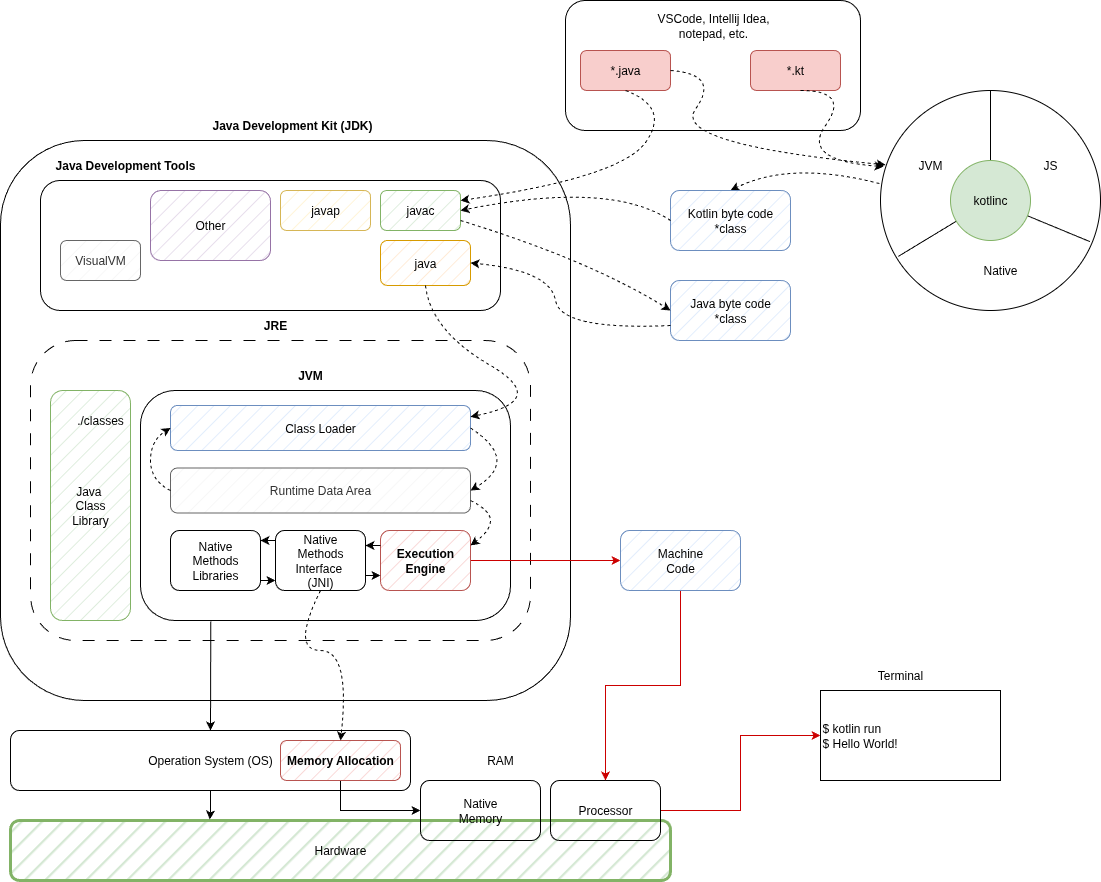 VSCode, Intellij Idea,
notepad, etc.
*.java
*.kt
Java Development Kit (JDK)
Java Development Tools
Other
javap
javac
VisualVM
java
Kotlin byte code
*class
Java byte code
*class
JVM
JS
kotlinc
Native
JRE
JVM
./classes
Java
Class
Library
Class Loader
Runtime Data Area
Native
Methods
Libraries
Native
Methods
Interface
(JNI)
Execution
Engine
Machine
Code
Terminal
$ kotlin run
$ Hello World!
Operation System (OS)
Memory Allocation
RAM
Native
Memory
Processor
Hardware